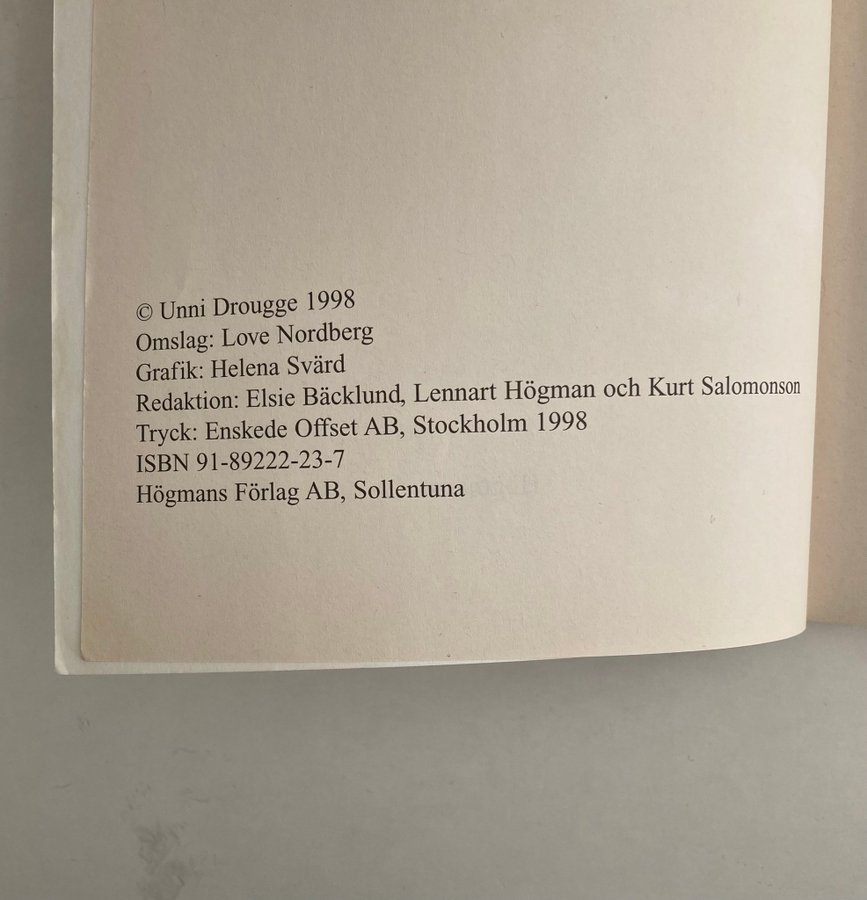 © Unni Drougge 1998
Omslag: Love Nordberg
Grafik: Helena Svärd
Redaktion: Elsie Bäcklund, Lennart Högman och Kurt Salomonson
Tryck: Enskede Offset AB, Stockholm 1998
ISBN 91-89222-23-7
Högmans Förlag AB, Sollentuna